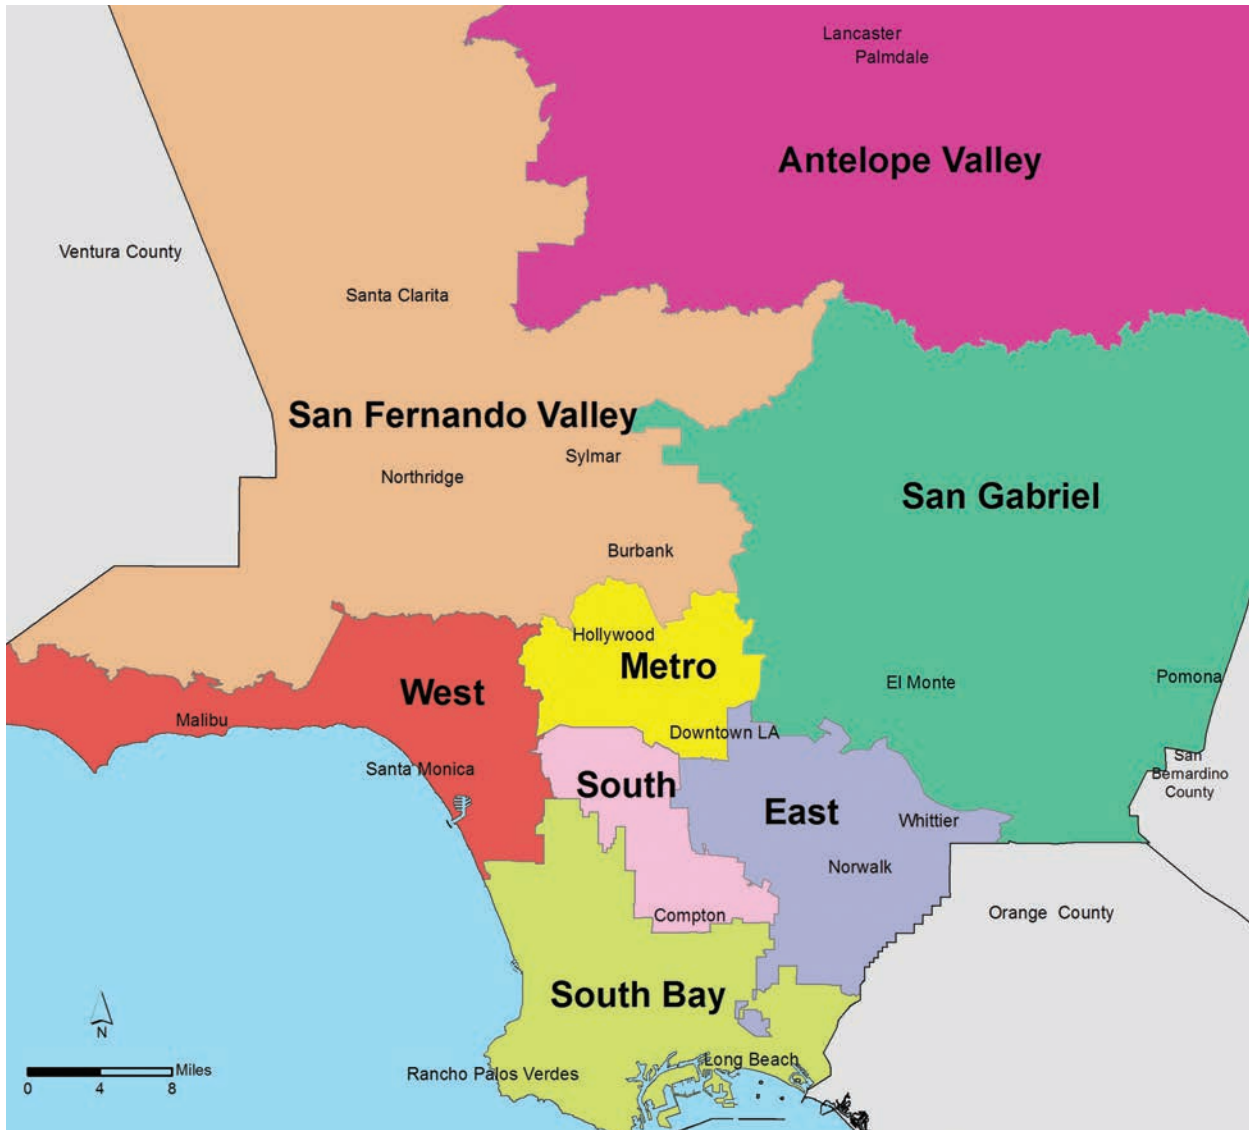 Lancaster
Palmdale
Antelope Valley
Ventura County
Santa Clarita
San Fernando Valley
Sylmar
Northridge
San Gabriel
Burbank
Hollywood
Metro
El Monte
Pomona
West
Malibu
Downtown LA
Santa Monica
San
Bernardino
County
South
East
Whittier
Norwalk
Compton
Orange County
South Bay
N
Long Beach
Rancho Palos Verdes
Miles
0 4 8